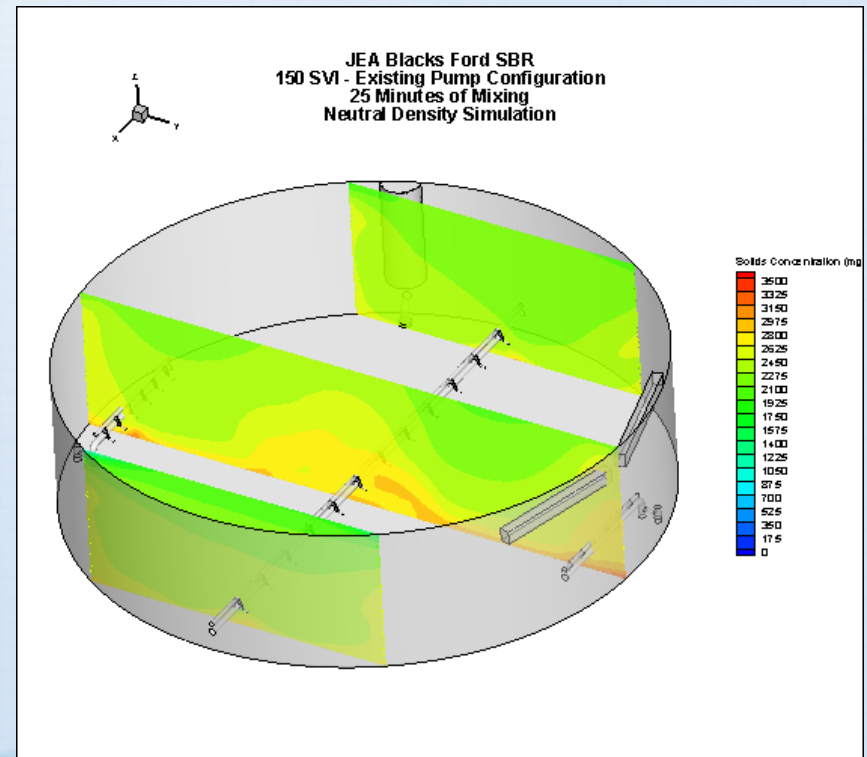 JEA Blacks Ford SBR
150 SVI - Existing Pump Configuration
25 Minutes of Mixing
Neutral Density Simulation
Z
X
Y
Solids Concentration (mg
3500
3325
3150
2975
2800
2625
2450
2275
2100
1925
1750
1575
1400
1225
1050
875
700
525
350
175
0